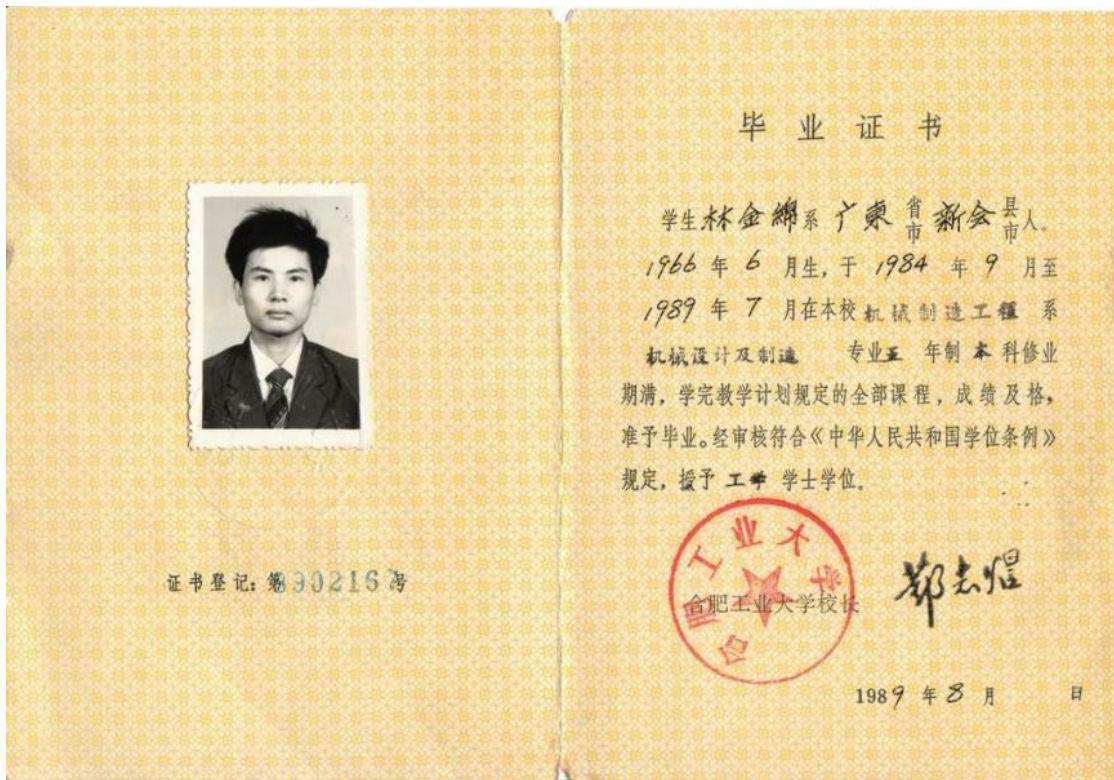 证书登记:第8902167号
毕业证书
学生林金綿系广東省市新会县市人。
1966年6月生,于1984年9月至
1989年7月在本校机械制造工程系
机械设计及制造 专业五年制本科修业
期满,学完教学计划规定的全部课程,成绩及格,
准予毕业。经审核符合《中华人民共和国学位条例》
规定,授予工学学士学位。
合肥工业大学
合肥工业大学校长
1989年8月 日